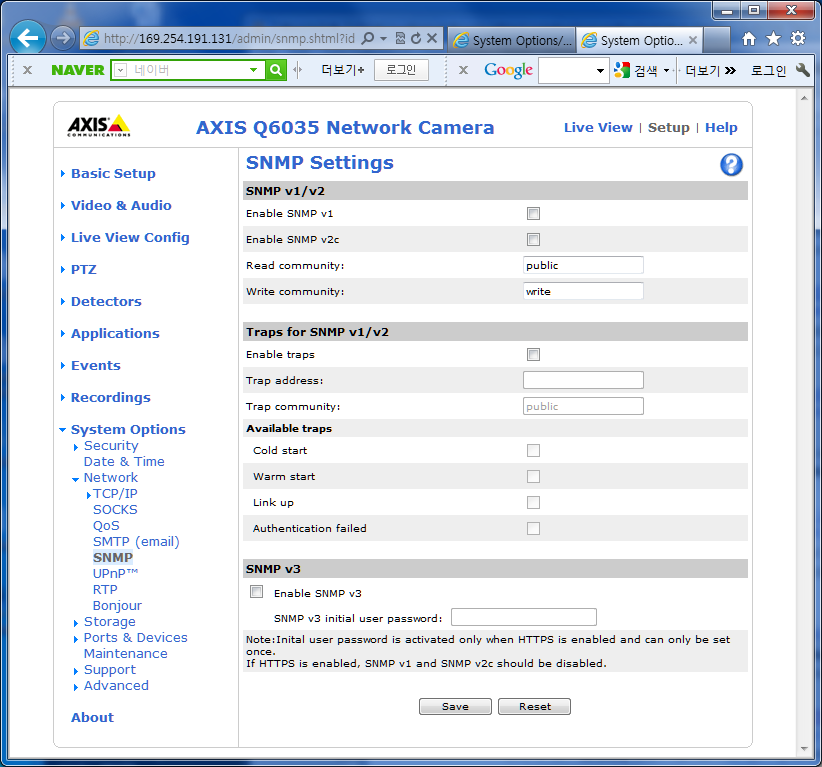 http://169.254.191.131/admin/snmp.shtml?id
System Options/...
System Optio...
x NAVER 네이버 더보기+ 로그인
x Google 검색 더보기 » 로그인
AXIS COMMUNICATIONS
AXIS Q6035 Network Camera
Live View | Setup | Help
Basic Setup
Video & Audio
Live View Config
PTZ
Detectors
Applications
Events
Recordings
System Options
Security
Date & Time
Network
TCP/IP
SOCKS
QoS
SMTP (email)
SNMP
UPnP™
RTP
Bonjour
Storage
Ports & Devices
Maintenance
Support
Advanced
About
SNMP Settings
?
SNMP v1/v2
Enable SNMP v1
Enable SNMP v2c
Read community: public
Write community: write
Traps for SNMP v1/v2
Enable traps
Trap address:
Trap community: public
Available traps
Cold start
Warm start
Link up
Authentication failed
SNMP v3
Enable SNMP v3
SNMP v3 initial user password:
Note:Inital user password is activated only when HTTPS is enabled and can only be set
once.
If HTTPS is enabled, SNMP v1 and SNMP v2c should be disabled.
Save Reset